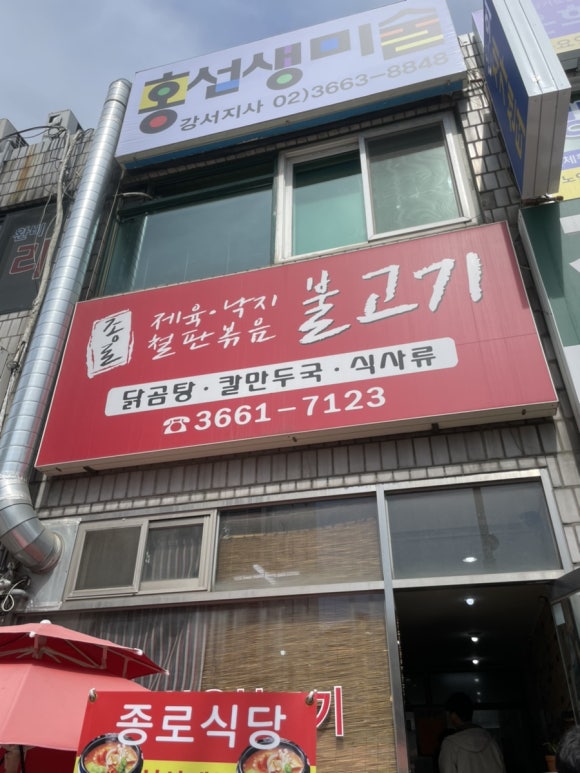 홍선생미술
강서지사 02)3663-8848
종로
제육·낙지
철판볶음
불고기
닭곰탕·칼만두국·식사류
☎3661-7123
기
종로식당